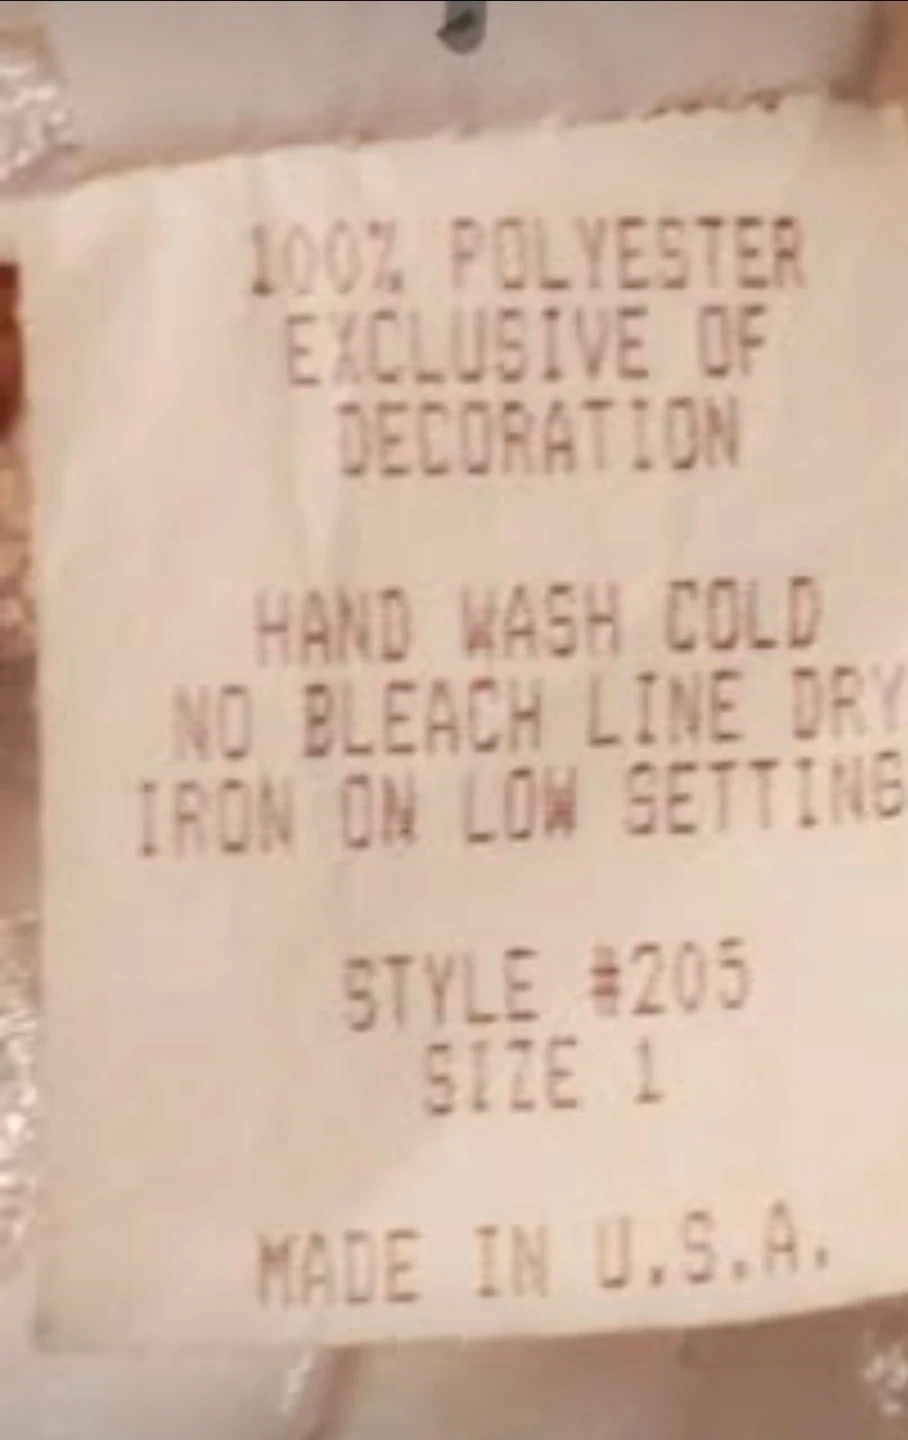 100% POLYESTER
EXCLUSIVE OF
DECORATION
HAND WASH COLD
NO BLEACH LINE DRY
IRON ON LOW SETTING
STYLE #205
SIZE 1
MADE IN U.S.A.